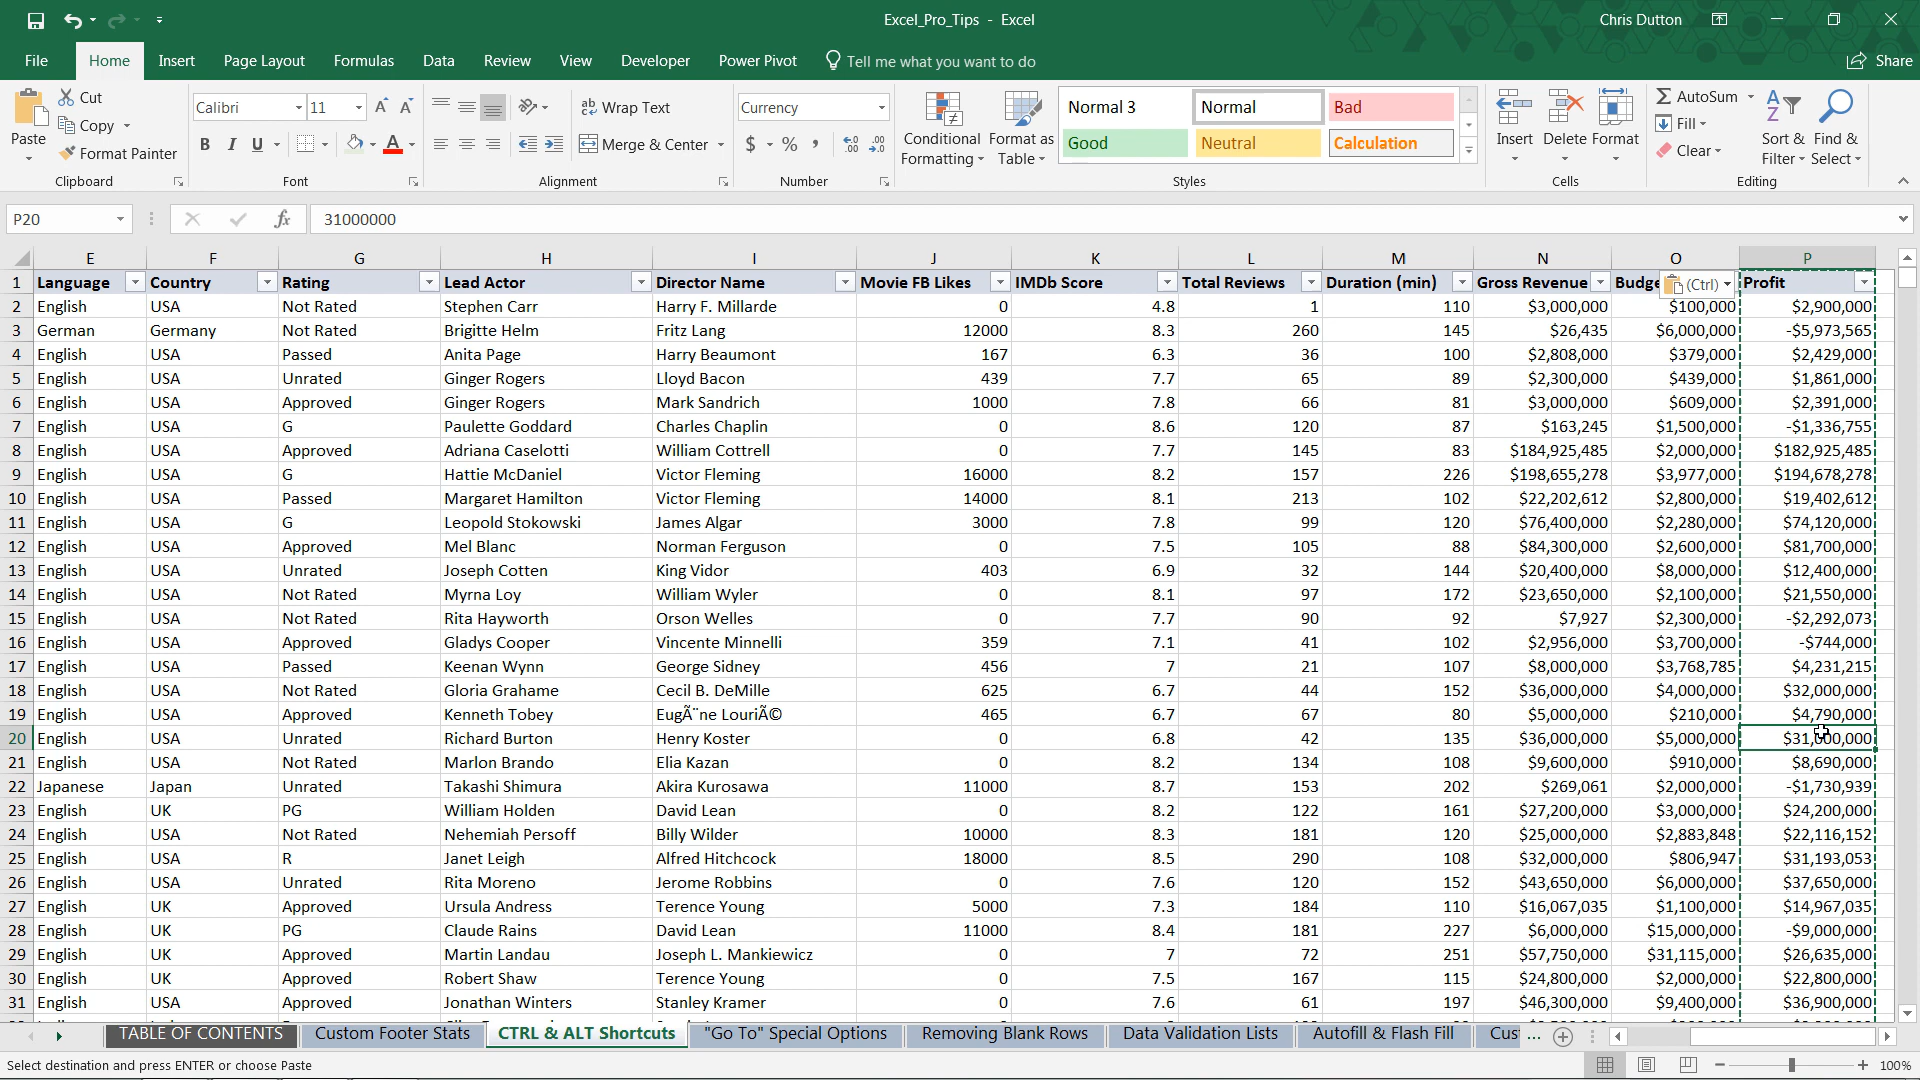 Excel_Pro_Tips - Excel
Chris Dutton
File Home Insert Page Layout Formulas Data Review View Developer Power Pivot Tell me what you want to do Share
Paste
Cut
Copy
Format Painter
Clipboard
Calibri 11
B I U
Font
Wrap Text
Merge & Center
Alignment
Currency
$ % ,
Number
Conditional Formatting
Format as Table
Normal 3 Normal Bad
Good Neutral Calculation
Styles
Insert Delete Format
Cells
AutoSum
Fill
Clear
Sort & Filter
Find & Select
Editing
P20 fx 31000000
E F G H I J K L M N O P
1 Language Country Rating Lead Actor Director Name Movie FB Likes IMDb Score Total Reviews Duration (min) Gross Revenue Budge (Ctrl) Profit
2 English USA Not Rated Stephen Carr Harry F. Millarde 0 4.8 1 110 $3,000,000 $100,000 $2,900,000
3 German Germany Not Rated Brigitte Helm Fritz Lang 12000 8.3 260 145 $26,435 $6,000,000 -$5,973,565
4 English USA Passed Anita Page Harry Beaumont 167 6.3 36 100 $2,808,000 $379,000 $2,429,000
5 English USA Unrated Ginger Rogers Lloyd Bacon 439 7.7 65 89 $2,300,000 $439,000 $1,861,000
6 English USA Approved Ginger Rogers Mark Sandrich 1000 7.8 66 81 $3,000,000 $609,000 $2,391,000
7 English USA G Paulette Goddard Charles Chaplin 0 8.6 120 87 $163,245 $1,500,000 -$1,336,755
8 English USA Approved Adriana Caselotti William Cottrell 0 7.7 145 83 $184,925,485 $2,000,000 $182,925,485
9 English USA G Hattie McDaniel Victor Fleming 16000 8.2 157 226 $198,655,278 $3,977,000 $194,678,278
10 English USA Passed Margaret Hamilton Victor Fleming 14000 8.1 213 102 $22,202,612 $2,800,000 $19,402,612
11 English USA G Leopold Stokowski James Algar 3000 7.8 99 120 $76,400,000 $2,280,000 $74,120,000
12 English USA Approved Mel Blanc Norman Ferguson 0 7.5 105 88 $84,300,000 $2,600,000 $81,700,000
13 English USA Unrated Joseph Cotten King Vidor 403 6.9 32 144 $20,400,000 $8,000,000 $12,400,000
14 English USA Not Rated Myrna Loy William Wyler 0 8.1 97 172 $23,650,000 $2,100,000 $21,550,000
15 English USA Not Rated Rita Hayworth Orson Welles 0 7.7 90 92 $7,927 $2,300,000 -$2,292,073
16 English USA Approved Gladys Cooper Vincente Minnelli 359 7.1 41 102 $2,956,000 $3,700,000 -$744,000
17 English USA Passed Keenan Wynn George Sidney 456 7 21 107 $8,000,000 $3,768,785 $4,231,215
18 English USA Not Rated Gloria Grahame Cecil B. DeMille 625 6.7 44 152 $36,000,000 $4,000,000 $32,000,000
19 English USA Approved Kenneth Tobey EugÃ¨ne LouriÃ© 465 6.7 67 80 $5,000,000 $210,000 $4,790,000
20 English USA Unrated Richard Burton Henry Koster 0 6.8 42 135 $36,000,000 $5,000,000 $31,000,000
21 English USA Not Rated Marlon Brando Elia Kazan 0 8.2 134 108 $9,600,000 $910,000 $8,690,000
22 Japanese Japan Unrated Takashi Shimura Akira Kurosawa 11000 8.7 153 202 $269,061 $2,000,000 -$1,730,939
23 English UK PG William Holden David Lean 0 8.2 122 161 $27,200,000 $3,000,000 $24,200,000
24 English USA Not Rated Nehemiah Persoff Billy Wilder 10000 8.3 181 120 $25,000,000 $2,883,848 $22,116,152
25 English USA R Janet Leigh Alfred Hitchcock 18000 8.5 290 108 $32,000,000 $806,947 $31,193,053
26 English USA Unrated Rita Moreno Jerome Robbins 0 7.6 120 152 $43,650,000 $6,000,000 $37,650,000
27 English UK Approved Ursula Andress Terence Young 5000 7.3 184 110 $16,067,035 $1,100,000 $14,967,035
28 English UK PG Claude Rains David Lean 11000 8.4 181 227 $6,000,000 $15,000,000 -$9,000,000
29 English UK Approved Martin Landau Joseph L. Mankiewicz 0 7 72 251 $57,750,000 $31,115,000 $26,635,000
30 English UK Approved Robert Shaw Terence Young 0 7.5 167 115 $24,800,000 $2,000,000 $22,800,000
31 English USA Approved Jonathan Winters Stanley Kramer 0 7.6 61 197 $46,300,000 $9,400,000 $36,900,000
TABLE OF CONTENTS Custom Footer Stats CTRL & ALT Shortcuts "Go To" Special Options Removing Blank Rows Data Validation Lists Autofill & Flash Fill Cus ...
Select destination and press ENTER or choose Paste 100%